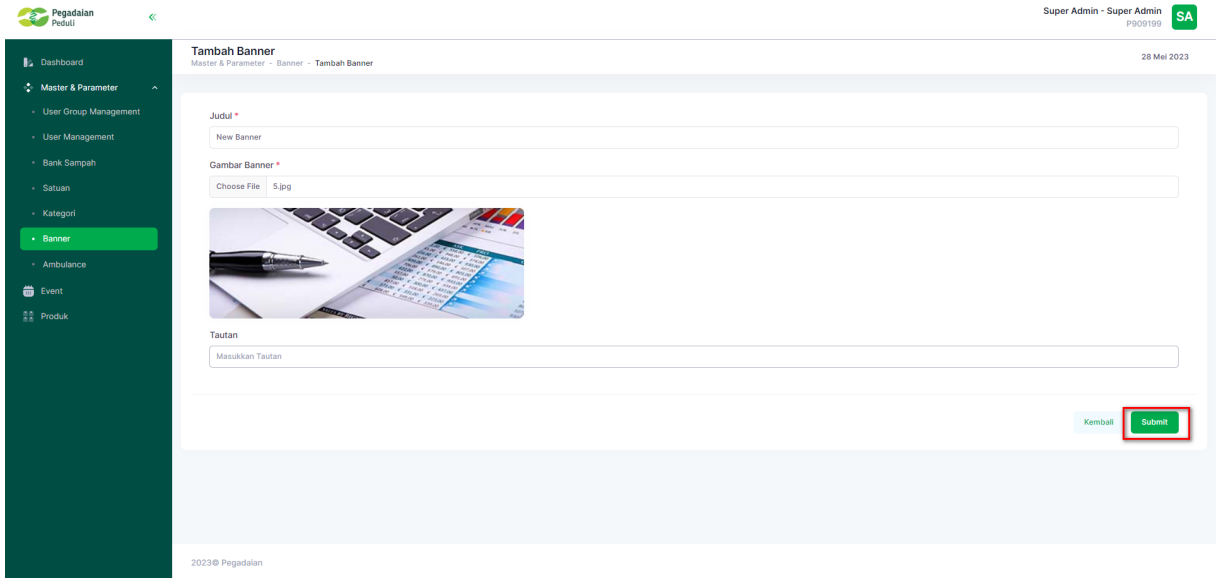 Pegadaian
Peduli
Super Admin - Super Admin
P909199
SA
Dashboard
Master & Parameter
User Group Management
User Management
Bank Sampah
Satuan
Kategori
Banner
Ambulance
Event
Produk
Tambah Banner
Master & Parameter - Banner - Tambah Banner
28 Mei 2023
Judul *
New Banner
Gambar Banner *
Choose File 5.jpg
Tautan
Masukkan Tautan
Kembali
Submit
2023© Pegadaian